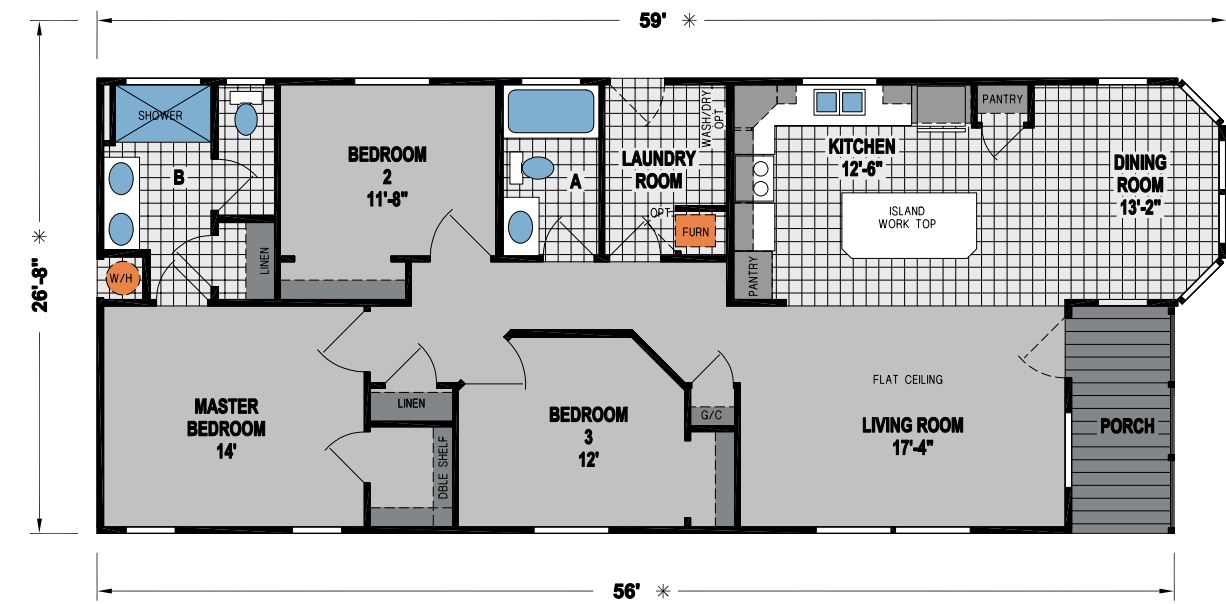 59' ✳
SHOWER
BEDROOM
2
11'-8"
WASH/DRY
OPT
PANTRY
KITCHEN
12'-6"
LAUNDRY
ROOM
DINING
ROOM
13'-2"
B
A
ISLAND
WORK TOP
OPT
FURN
26'-8" ✳
LINEN
W/H
PANTRY
FLAT CEILING
MASTER
BEDROOM
14'
LINEN
BEDROOM
3
12'
G/C
LIVING ROOM
17'-4"
PORCH
DBLE SHELF
56' ✳